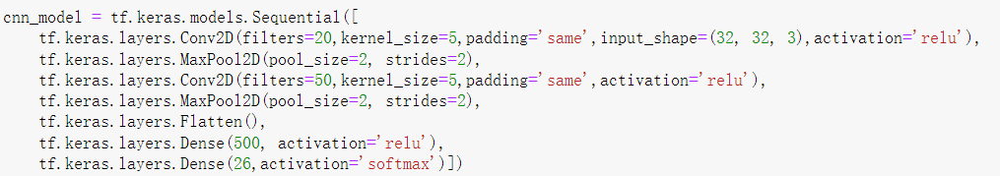 cnn_model = tf.keras.models.Sequential([
    tf.keras.layers.Conv2D(filters=20,kernel_size=5,padding='same',input_shape=(32, 32, 3),activation='relu'),
    tf.keras.layers.MaxPool2D(pool_size=2, strides=2),
    tf.keras.layers.Conv2D(filters=50,kernel_size=5,padding='same',activation='relu'),
    tf.keras.layers.MaxPool2D(pool_size=2, strides=2),
    tf.keras.layers.Flatten(),
    tf.keras.layers.Dense(500, activation='relu'),
    tf.keras.layers.Dense(26,activation='softmax')])